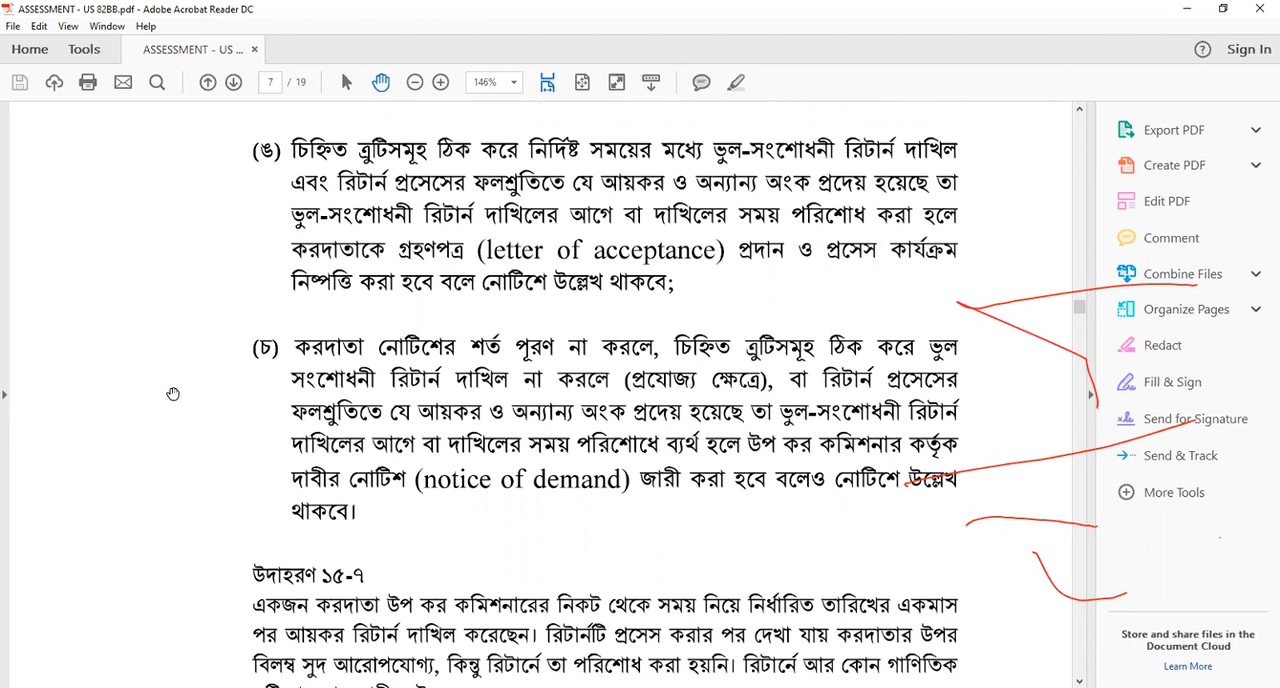 ASSESSMENT - US 82BB.pdf - Adobe Acrobat Reader DC
File Edit View Window Help
Home Tools ASSESSMENT - US ... × Sign In
7 / 19 146%
(ঙ) চিহ্নিত ত্রুটিসমূহ ঠিক করে নির্দিষ্ট সময়ের মধ্যে ভুল-সংশোধনী রিটার্ন দাখিল
এবং রিটার্ন প্রসেসের ফলশ্রুতিতে যে আয়কর ও অন্যান্য অংক প্রদেয় হয়েছে তা
ভুল-সংশোধনী রিটার্ন দাখিলের আগে বা দাখিলের সময় পরিশোধ করা হলে
করদাতাকে গ্রহণপত্র (letter of acceptance) প্রদান ও প্রসেস কার্যক্রম
নিষ্পত্তি করা হবে বলে নোটিশে উল্লেখ থাকবে;
(চ) করদাতা নোটিশের শর্ত পূরণ না করলে, চিহ্নিত ত্রুটিসমূহ ঠিক করে ভুল
সংশোধনী রিটার্ন দাখিল না করলে (প্রযোজ্য ক্ষেত্রে), বা রিটার্ন প্রসেসের
ফলশ্রুতিতে যে আয়কর ও অন্যান্য অংক প্রদেয় হয়েছে তা ভুল-সংশোধনী রিটার্ন
দাখিলের আগে বা দাখিলের সময় পরিশোধে ব্যর্থ হলে উপ কর কমিশনার কর্তৃক
দাবীর নোটিশ (notice of demand) জারী করা হবে বলেও নোটিশে উল্লেখ
থাকবে।
উদাহরণ ১৫-৭
একজন করদাতা উপ কর কমিশনারের নিকট থেকে সময় নিয়ে নির্ধারিত তারিখের একমাস
পর আয়কর রিটার্ন দাখিল করেছেন। রিটার্নটি প্রসেস করার পর দেখা যায় করদাতার উপর
বিলম্ব সুদ আরোপযোগ্য, কিন্তু রিটার্নে তা পরিশোধ করা হয়নি। রিটার্নে আর কোন গাণিতিক
Export PDF
Create PDF
Edit PDF
Comment
Combine Files
Organize Pages
Redact
Fill & Sign
Send for Signature
Send & Track
More Tools
Store and share files in the
Document Cloud
Learn More